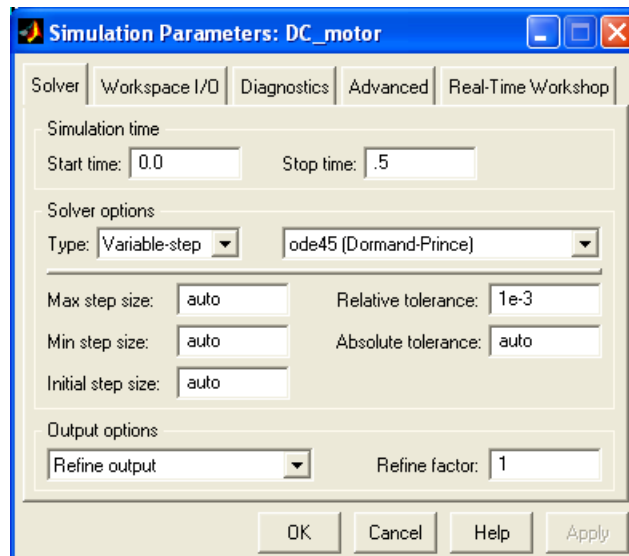 Simulation Parameters: DC_motor
Solver Workspace I/O Diagnostics Advanced Real-Time Workshop
Simulation time
Start time: 0.0 Stop time: .5
Solver options
Type: Variable-step ode45 (Dormand-Prince)
Max step size: auto Relative tolerance: 1e-3
Min step size: auto Absolute tolerance: auto
Initial step size: auto
Output options
Refine output Refine factor: 1
OK Cancel Help Apply